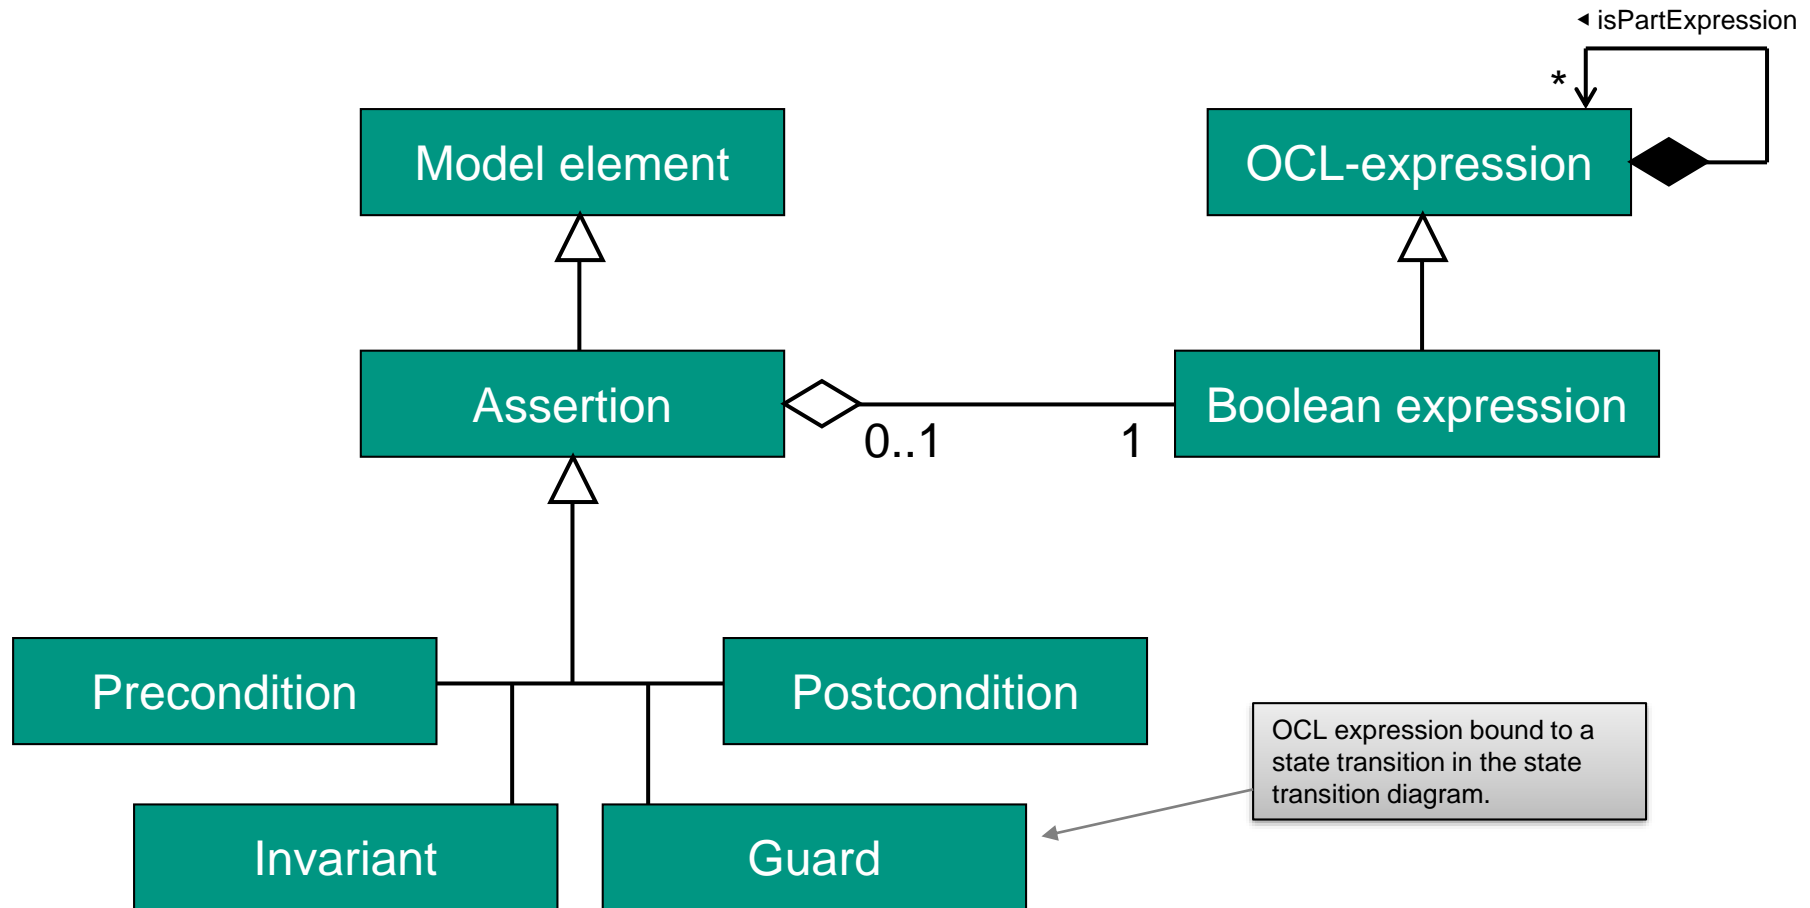 ◄ isPartExpression
*
Model element
OCL-expression
Assertion
Boolean expression
0..1
1
Precondition
Postcondition
OCL expression bound to a
state transition in the state
transition diagram.
Invariant
Guard